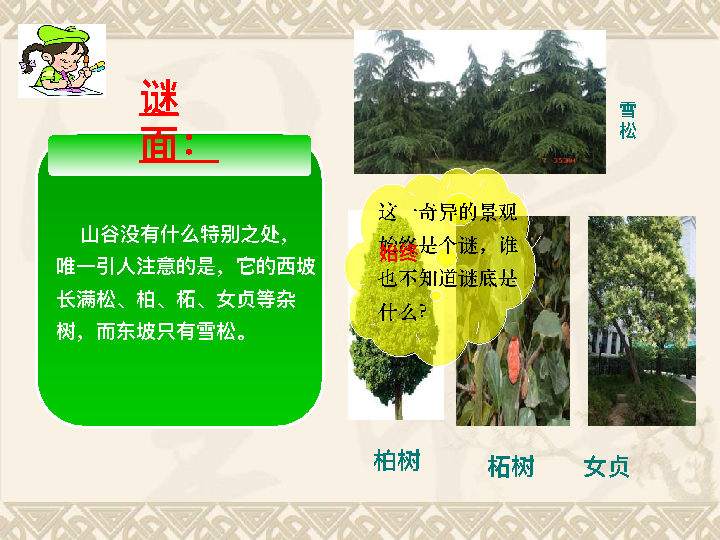 谜
面：
山谷没有什么特别之处，
唯一引人注意的是，它的西坡
长满松、柏、柘、女贞等杂
树，而东坡只有雪松。
雪
松
这一奇异的景观
始终是个谜，谁
也不知道谜底是
什么?
始终
柏树
柘树
女贞